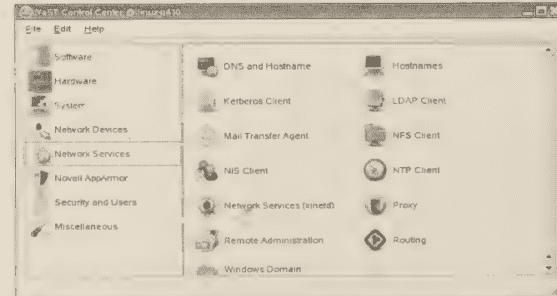 YaST Control Center @
File Edit Help
Software
Hardware
System
Network Devices
Network Services
Novell AppArmor
Security and Users
Miscellaneous
DNS and Hostname
Hostnames
Kerberos Client
LDAP Client
Mail Transfer Agent
NFS Client
NIS Client
NTP Client
Network Services (xinetd)
Proxy
Remote Administration
Routing
Windows Domain